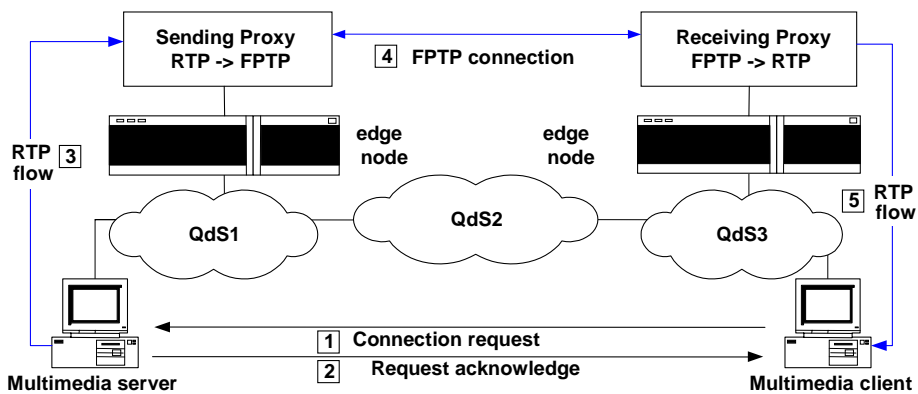 Sending Proxy
RTP -> FPTP
4 FPTP connection
Receiving Proxy
FPTP -> RTP
edge
node
edge
node
RTP
flow
3
5
RTP
flow
QdS1
QdS2
QdS3
1 Connection request
2 Request acknowledge
Multimedia server
Multimedia client